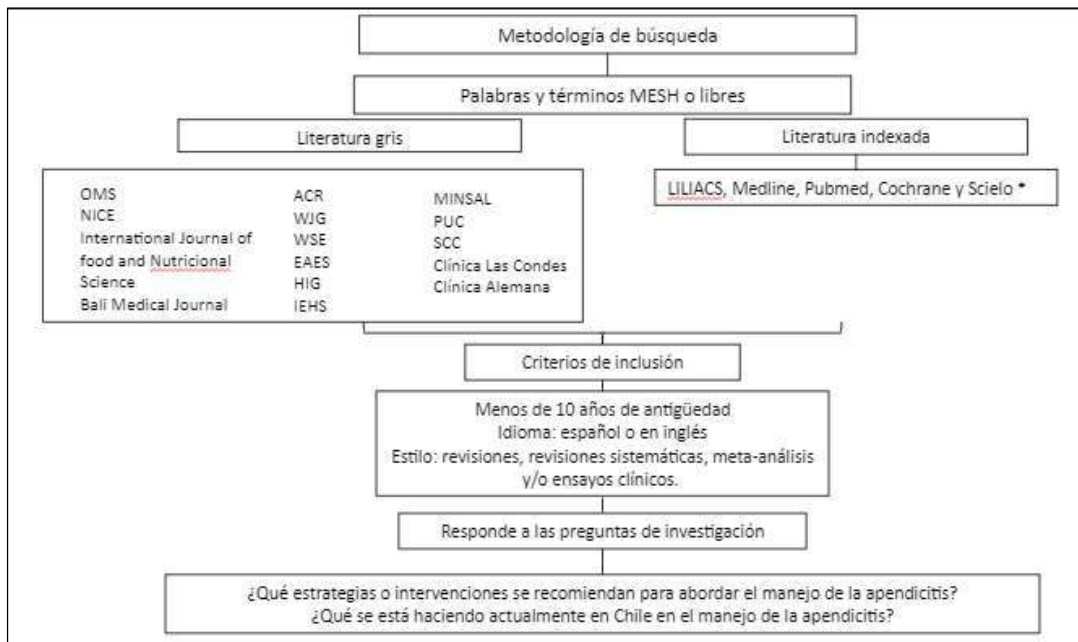 Metodología de búsqueda
Palabras y términos MESH o libres
Literatura gris
Literatura indexada
OMS
NICE
International Journal of
food and Nutricional
Science
Bali Medical Journal
ACR
WJG
WSE
EAES
HIG
IEHS
MINSAL
PUC
SCC
Clínica Las Condes
Clínica Alemana
LILIACS, Medline, Pubmed, Cochrane y Scielo *
Criterios de inclusión
Menos de 10 años de antigüedad
Idioma: español o en inglés
Estilo: revisiones, revisiones sistemáticas, meta-análisis
y/o ensayos clínicos.
Responde a las preguntas de investigación
¿Qué estrategias o intervenciones se recomiendan para abordar el manejo de la apendicitis?
¿Qué se está haciendo actualmente en Chile en el manejo de la apendicitis?